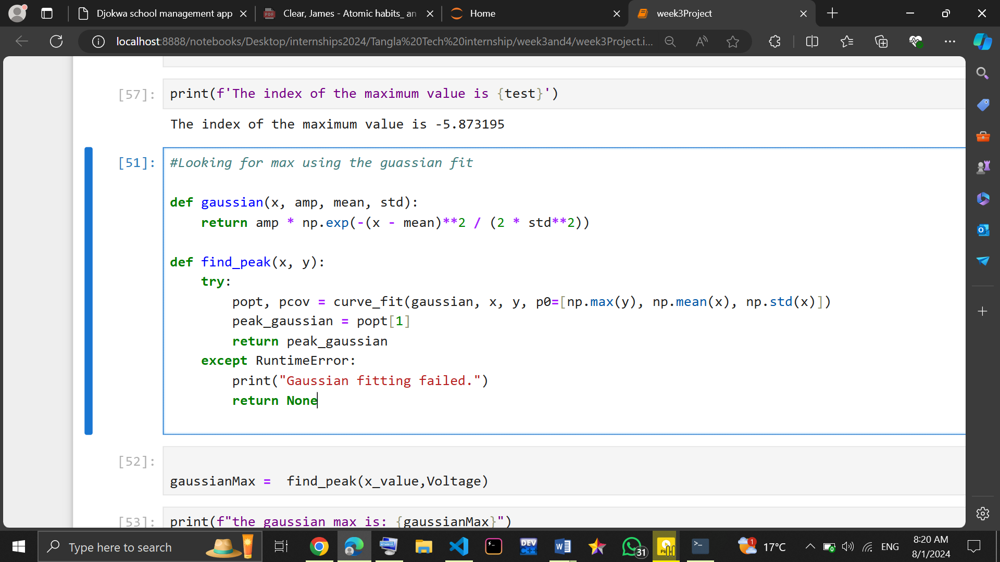 Djokwa school management app
Clear, James - Atomic habits_ an
Home
week3Project
localhost:8888/notebooks/Desktop/internships2024/Tangla%20Tech%20internship/week3and4/week3Project.i...
[57]:
print(f'The index of the maximum value is {test}')
The index of the maximum value is -5.873195
[51]:
#Looking for max using the guassian fit
def gaussian(x, amp, mean, std):
    return amp * np.exp(-(x - mean)**2 / (2 * std**2))
def find_peak(x, y):
    try:
        popt, pcov = curve_fit(gaussian, x, y, p0=[np.max(y), np.mean(x), np.std(x)])
        peak_gaussian = popt[1]
        return peak_gaussian
    except RuntimeError:
        print("Gaussian fitting failed.")
        return None
[52]:
gaussianMax =  find_peak(x_value,Voltage)
[53]:
print(f"the gaussian max is: {gaussianMax}")
Type here to search
DEV
C++
31
1
17°C
ENG
8:20 AM
8/1/2024